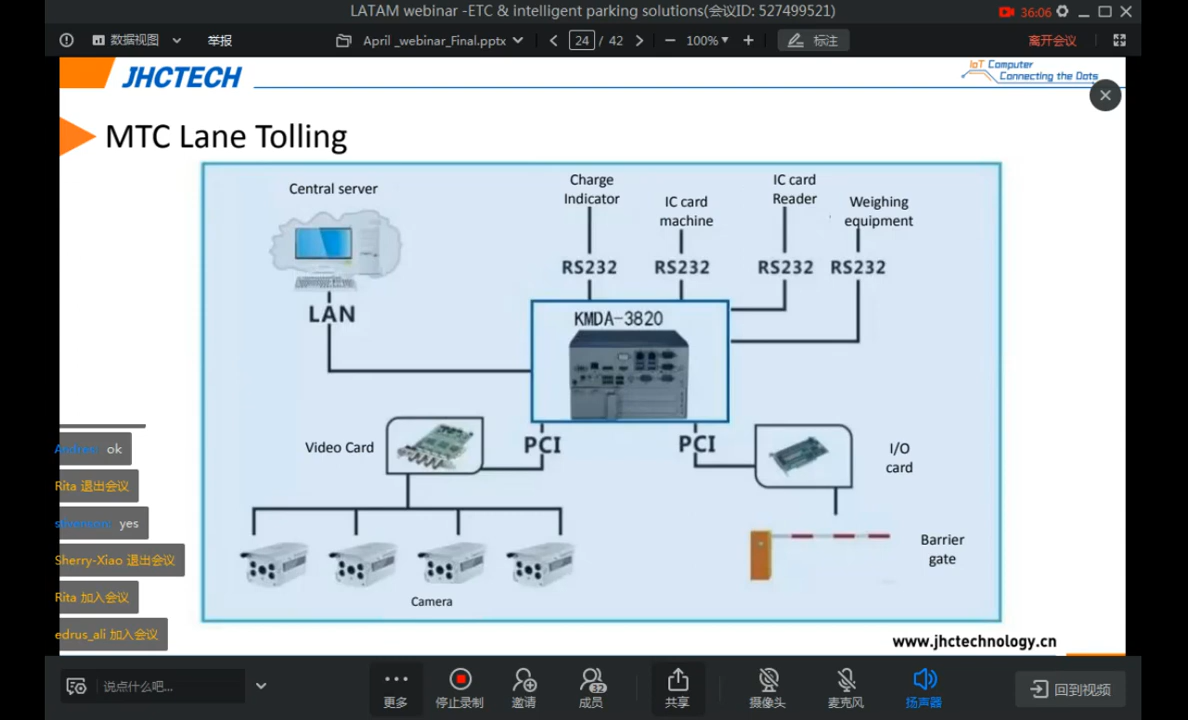 LATAM webinar -ETC & intelligent parking solutions(会议ID: 527499521)
36:06
数据视图
举报
April _webinar_Final.pptx
24 / 42
100%
标注
离开会议
JHCTECH
IoT Computer
Connecting the Dots
MTC Lane Tolling
Central server
Charge
Indicator
IC card
machine
IC card
Reader
Weighing
equipment
RS232
RS232
RS232
RS232
LAN
KMDA-3820
Video Card
PCI
PCI
I/O
card
Barrier
gate
Camera
ok
Rita 退出会议
yes
Sherry-Xiao 退出会议
Rita 加入会议
edrus_ali 加入会议
www.jhctechnology.cn
说点什么吧...
更多
停止录制
邀请
32
成员
共享
摄像头
麦克风
扬声器
回到视频